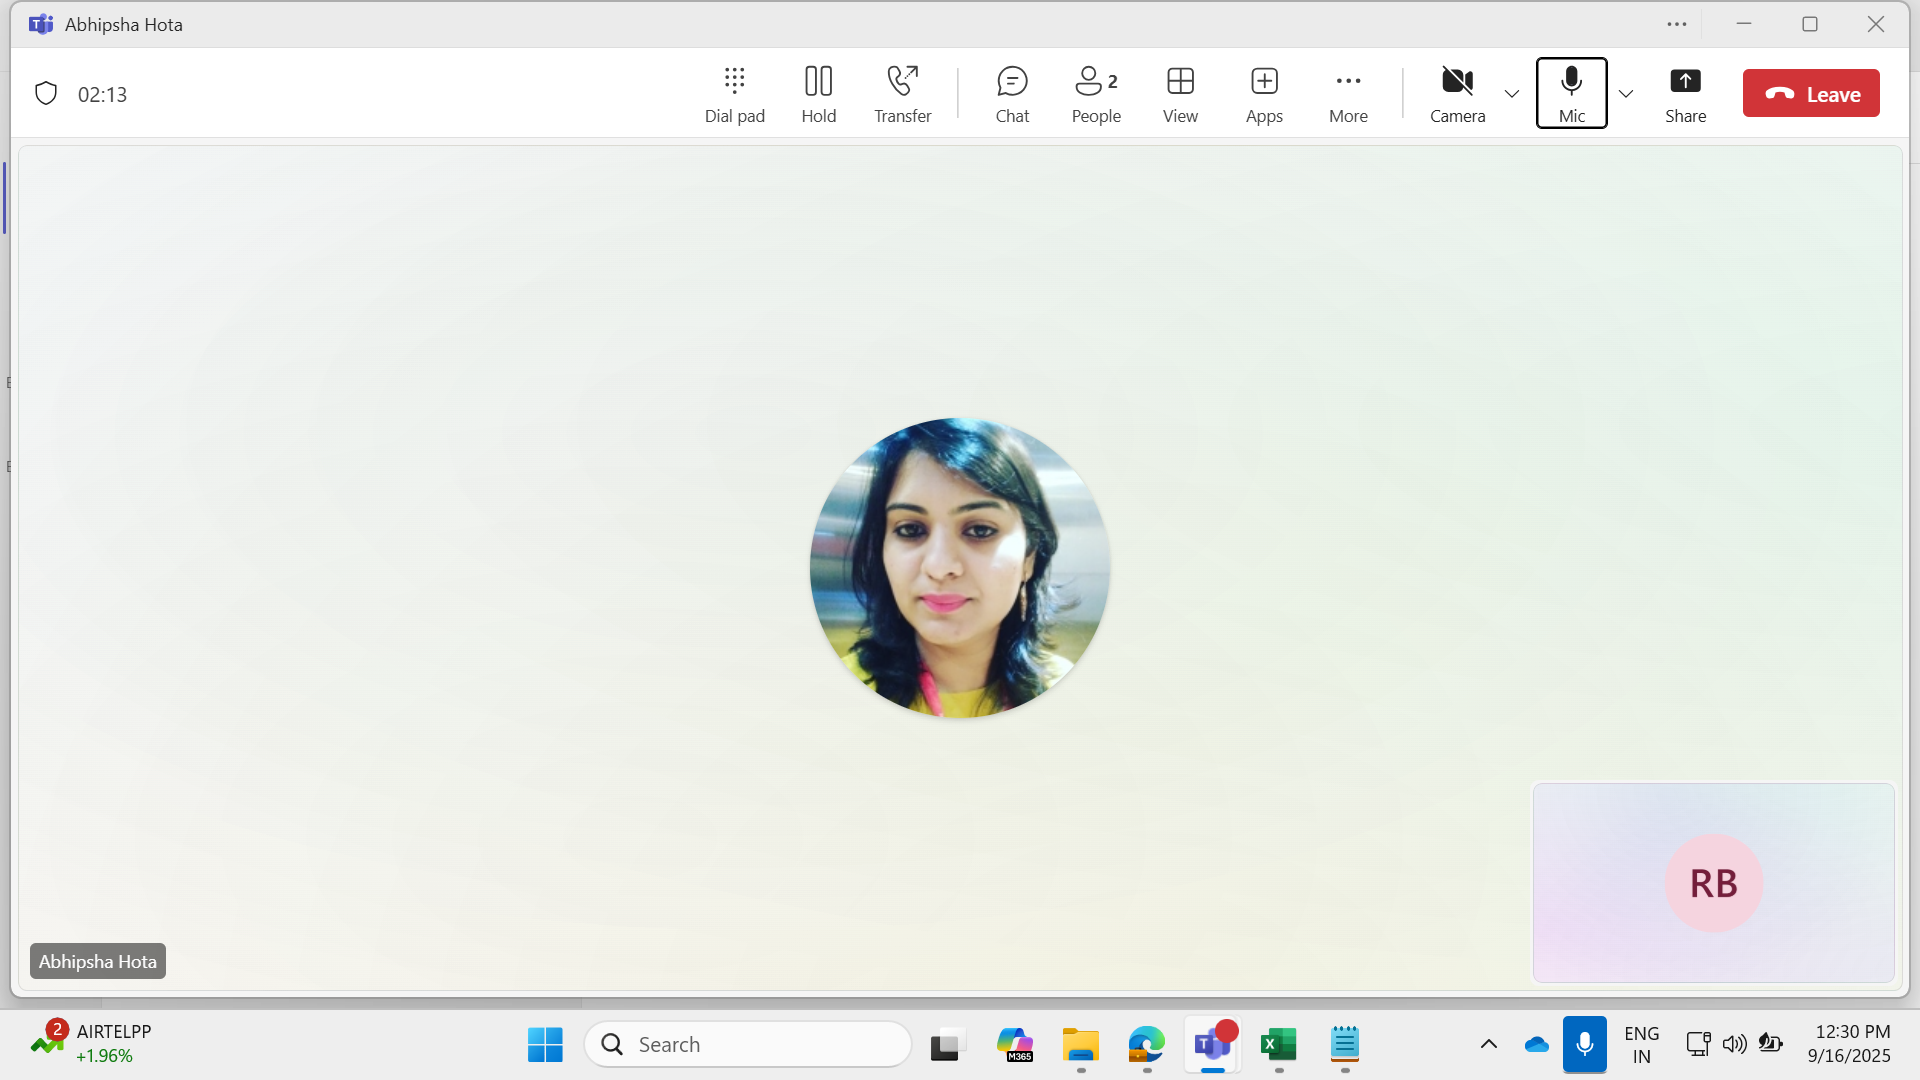 Abhipsha Hota
02:13
Dial pad
Hold
Transfer
Chat
2
People
View
Apps
More
Camera
Mic
Share
Leave
RB
Abhipsha Hota
2
AIRTELPP
+1.96%
Search
M365
T
X
ENG
IN
12:30 PM
9/16/2025